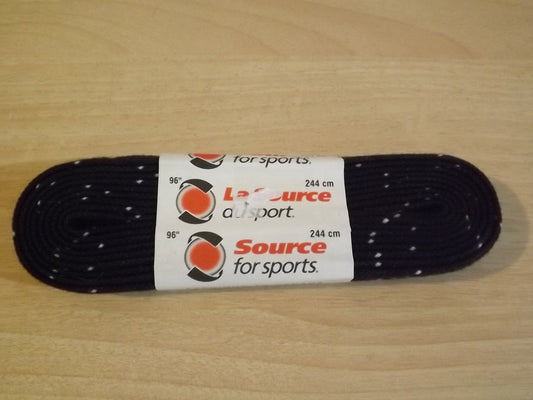 for sports.
96" 244 cm
La Source
du sport.
96" 244 cm
Source
for sports.